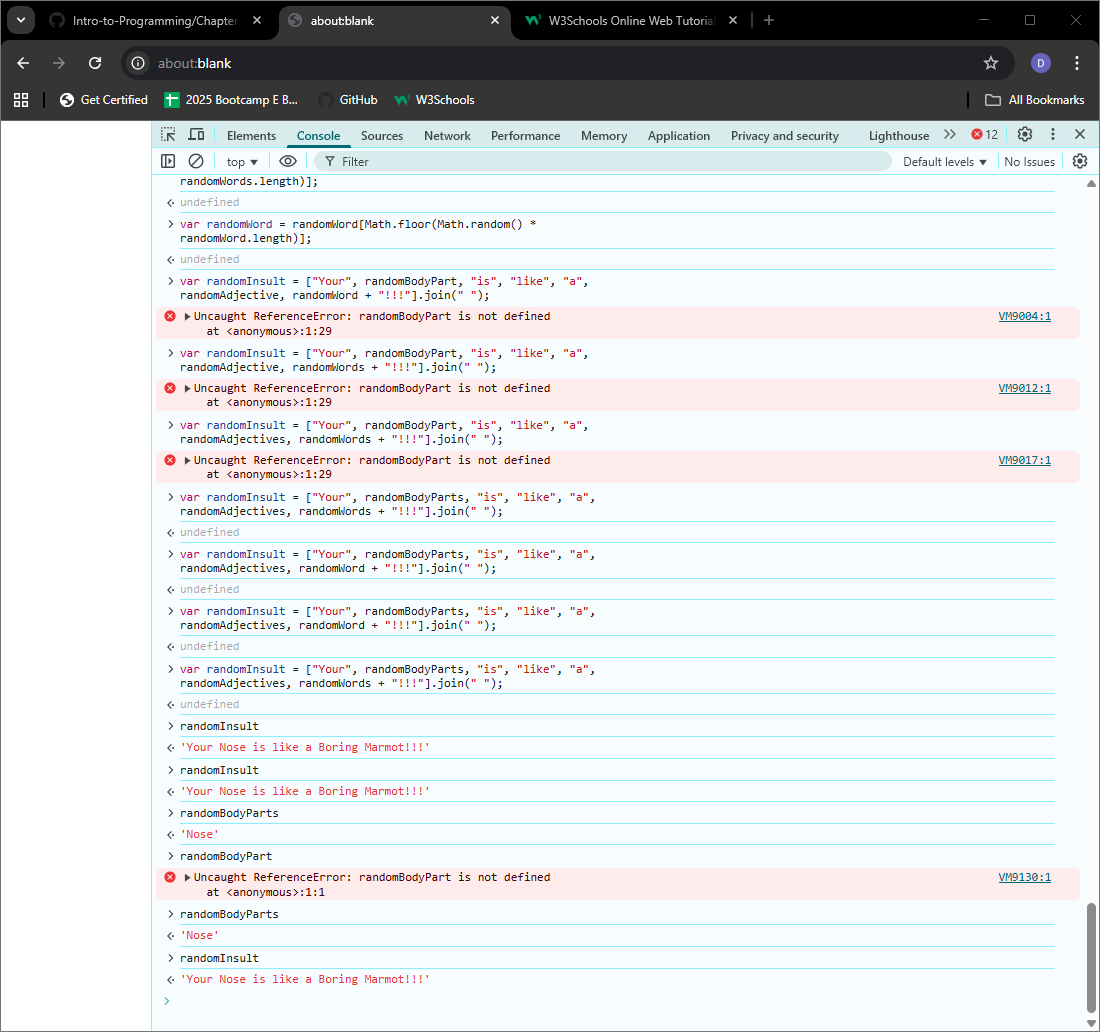 Intro-to-Programming/Chapter
about:blank
W3Schools Online Web Tutorial
about:blank
D
Get Certified
2025 Bootcamp E B...
GitHub
W3Schools
All Bookmarks
Elements
Console
Sources
Network
Performance
Memory
Application
Privacy and security
Lighthouse
12
top
Filter
Default levels
No Issues
randomWords.length)];
undefined
var randomWord = randomWord[Math.floor(Math.random() *
randomWord.length)];
undefined
var randomInsult = ["Your", randomBodyPart, "is", "like", "a",
randomAdjective, randomWord + "!!!"].join(" ");
Uncaught ReferenceError: randomBodyPart is not defined VM9004:1
at <anonymous>:1:29
var randomInsult = ["Your", randomBodyPart, "is", "like", "a",
randomAdjective, randomWords + "!!!"].join(" ");
Uncaught ReferenceError: randomBodyPart is not defined VM9012:1
at <anonymous>:1:29
var randomInsult = ["Your", randomBodyPart, "is", "like", "a",
randomAdjectives, randomWords + "!!!"].join(" ");
Uncaught ReferenceError: randomBodyPart is not defined VM9017:1
at <anonymous>:1:29
var randomInsult = ["Your", randomBodyParts, "is", "like", "a",
randomAdjectives, randomWords + "!!!"].join(" ");
undefined
var randomInsult = ["Your", randomBodyParts, "is", "like", "a",
randomAdjectives, randomWord + "!!!"].join(" ");
undefined
var randomInsult = ["Your", randomBodyParts, "is", "like", "a",
randomAdjectives, randomWord + "!!!"].join(" ");
undefined
var randomInsult = ["Your", randomBodyParts, "is", "like", "a",
randomAdjectives, randomWords + "!!!"].join(" ");
undefined
randomInsult
'Your Nose is like a Boring Marmot!!!'
randomInsult
'Your Nose is like a Boring Marmot!!!'
randomBodyParts
'Nose'
randomBodyPart
Uncaught ReferenceError: randomBodyPart is not defined VM9130:1
at <anonymous>:1:1
randomBodyParts
'Nose'
randomInsult
'Your Nose is like a Boring Marmot!!!'